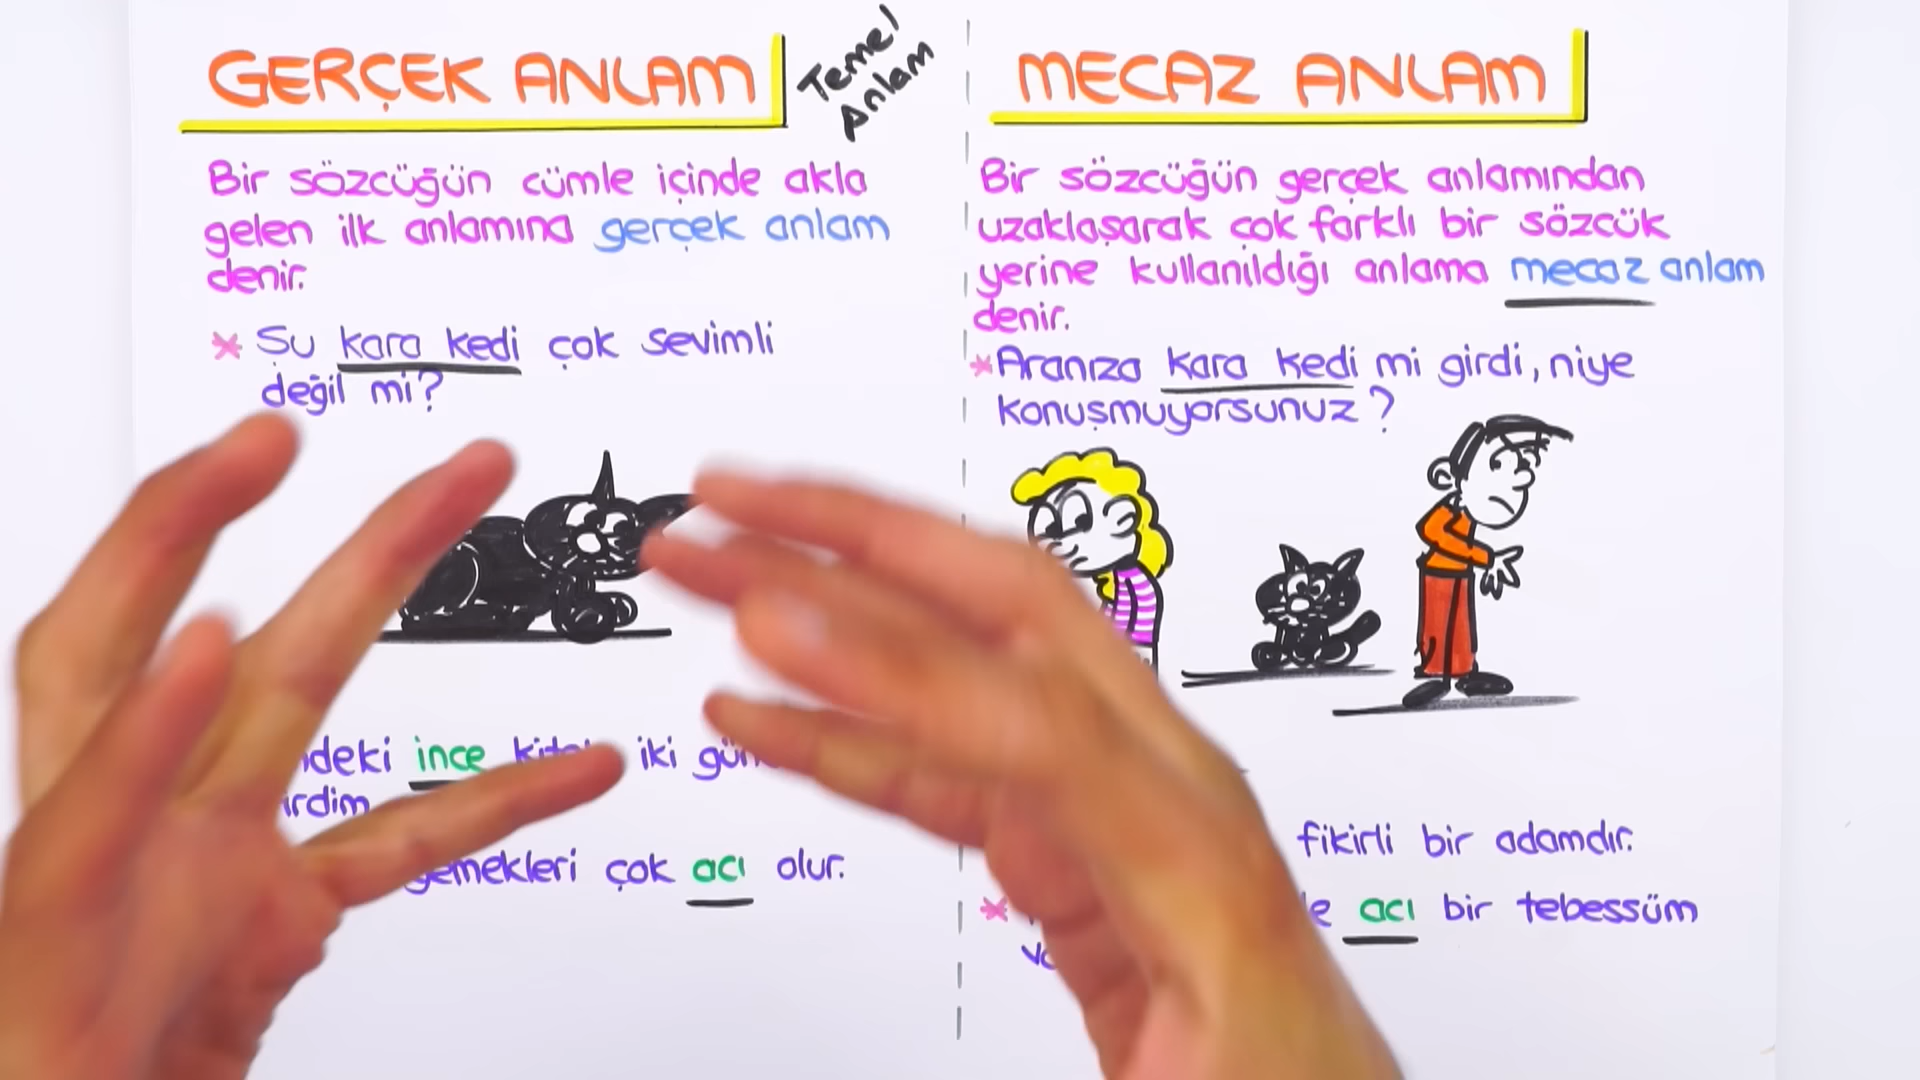 GERÇEK ANLAM
Temel
Anlam
Bir sözcüğün cümle içinde akla
gelen ilk anlamına gerçek anlam
denir.
* Şu kara kedi çok sevimli
değil mi?
ince
iki
çok acı olur.
MECAZ ANLAM
Bir sözcüğün gerçek anlamından
uzaklaşarak çok farklı bir sözcük
yerine kullanıldığı anlama mecaz anlam
denir.
* Aranıza kara kedi mi girdi, niye
konuşmuyorsunuz?
fikirli bir adamdır.
* acı bir tebessüm